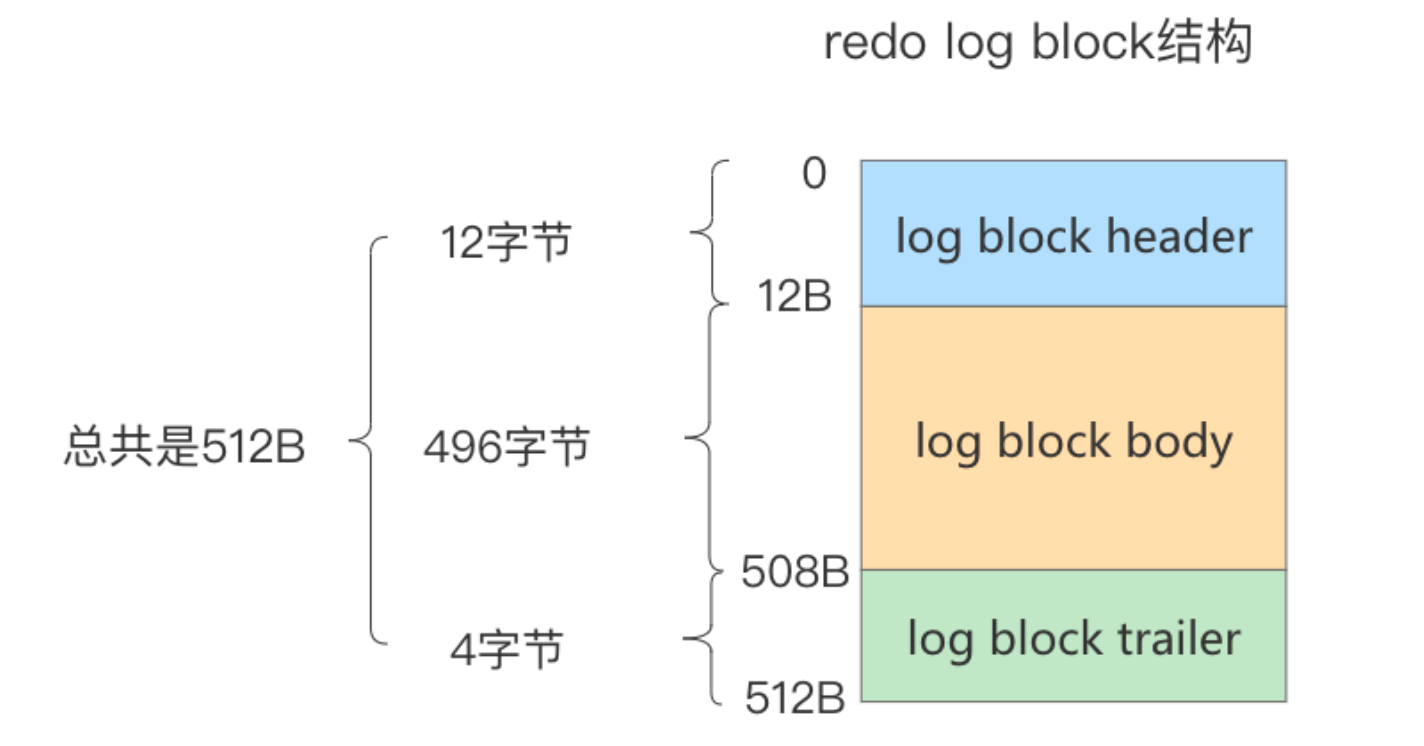 redo log block结构
0
12字节
log block header
12B
总共是512B
496字节
log block body
508B
4字节
log block trailer
512B